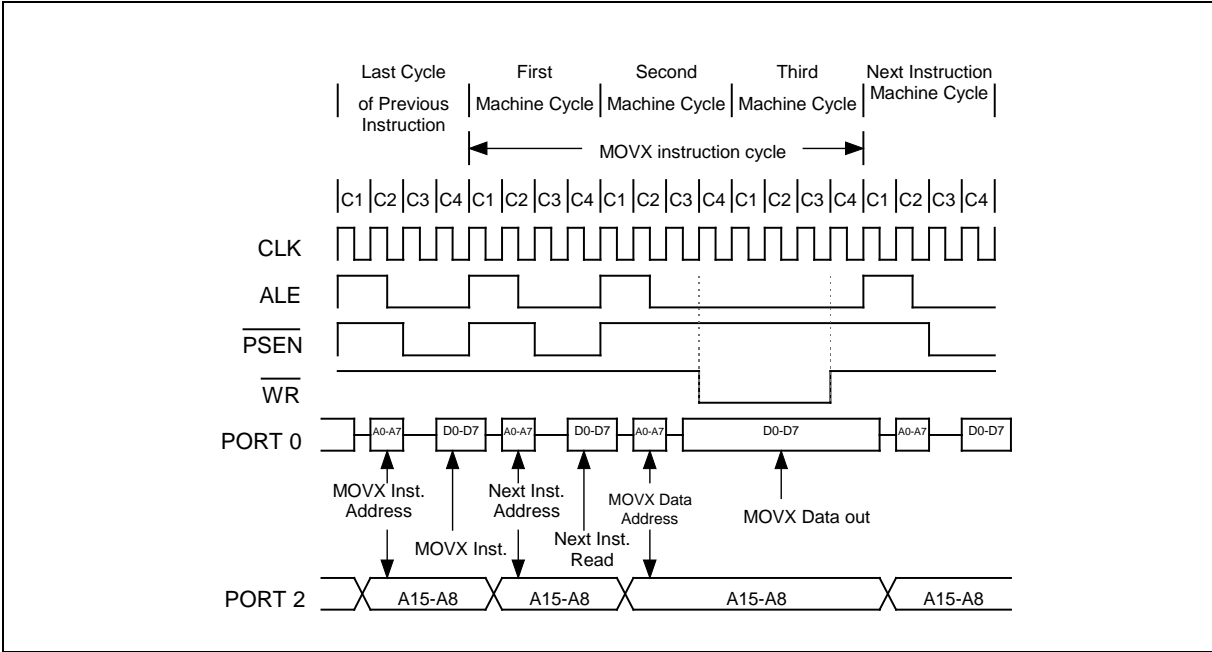 Last Cycle of Previous Instruction
First Machine Cycle
Second Machine Cycle
Third Machine Cycle
Next Instruction Machine Cycle
MOVX instruction cycle
C1 C2 C3 C4 C1 C2 C3 C4 C1 C2 C3 C4 C1 C2 C3 C4 C1 C2 C3 C4
CLK
ALE
PSEN
WR
PORT 0
A0-A7 D0-D7 A0-A7 D0-D7 A0-A7 D0-D7 A0-A7 D0-D7
MOVX Inst. Address
MOVX Inst.
Next Inst. Address
Next Inst. Read
MOVX Data Address
MOVX Data out
PORT 2
A15-A8 A15-A8 A15-A8 A15-A8